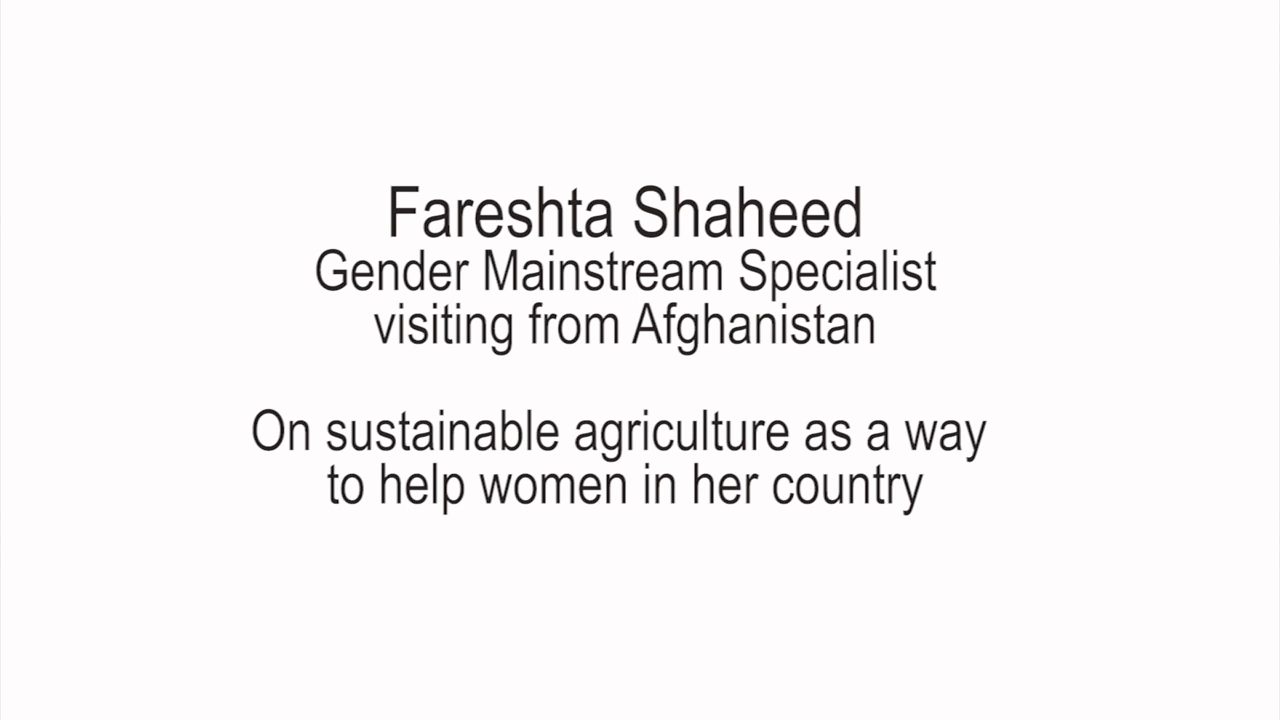 Fareshta Shaheed
Gender Mainstream Specialist
visiting from Afghanistan
On sustainable agriculture as a way
to help women in her country